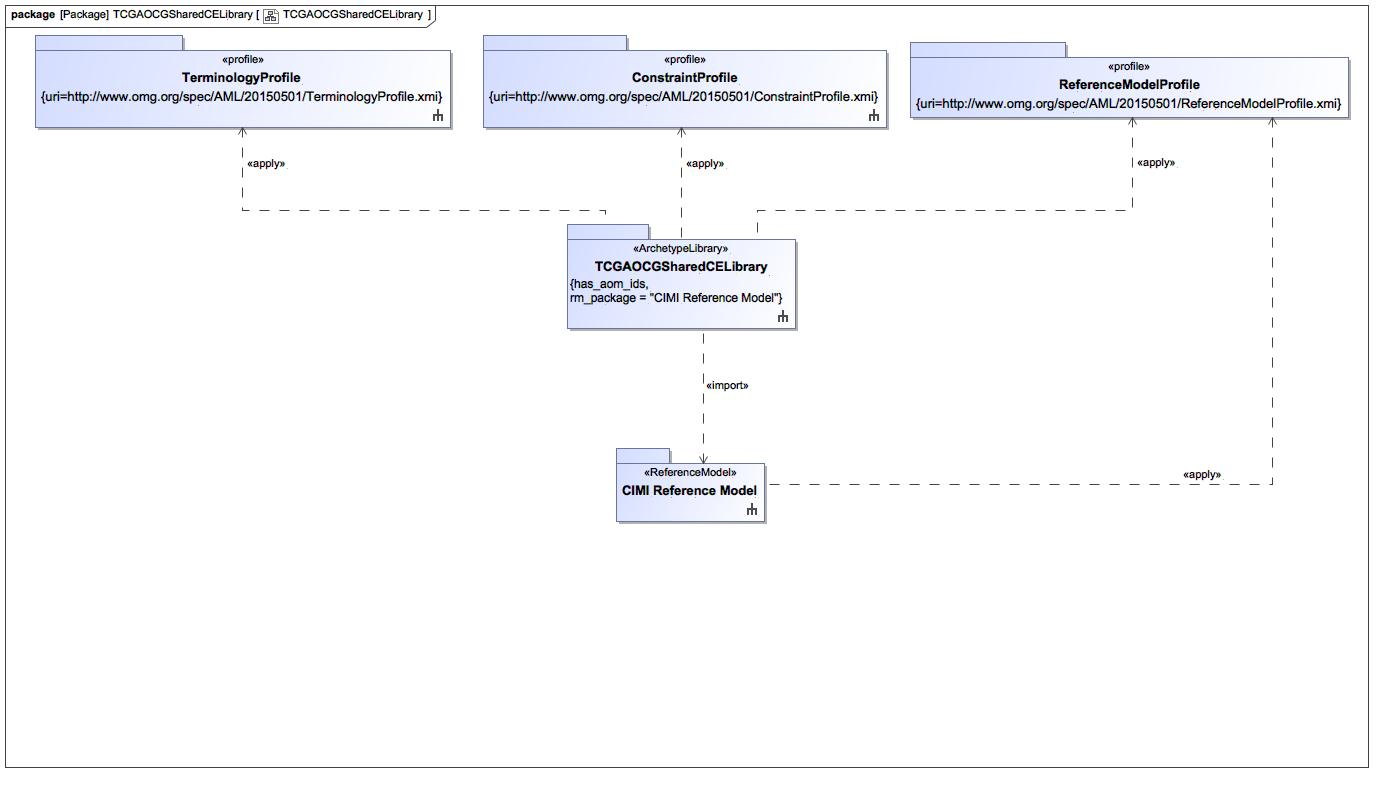 package [Package] TCGAOCGSharedCELibrary [ TCGAOCGSharedCELibrary ]
«profile»
TerminologyProfile
{uri=http://www.omg.org/spec/AML/20150501/TerminologyProfile.xmi}
«profile»
ConstraintProfile
{uri=http://www.omg.org/spec/AML/20150501/ConstraintProfile.xmi}
«profile»
ReferenceModelProfile
{uri=http://www.omg.org/spec/AML/20150501/ReferenceModelProfile.xmi}
«apply»
«apply»
«apply»
«ArchetypeLibrary»
TCGAOCGSharedCELibrary
{has_aom_ids,
rm_package = "CIMI Reference Model"}
«import»
«ReferenceModel»
CIMI Reference Model
«apply»